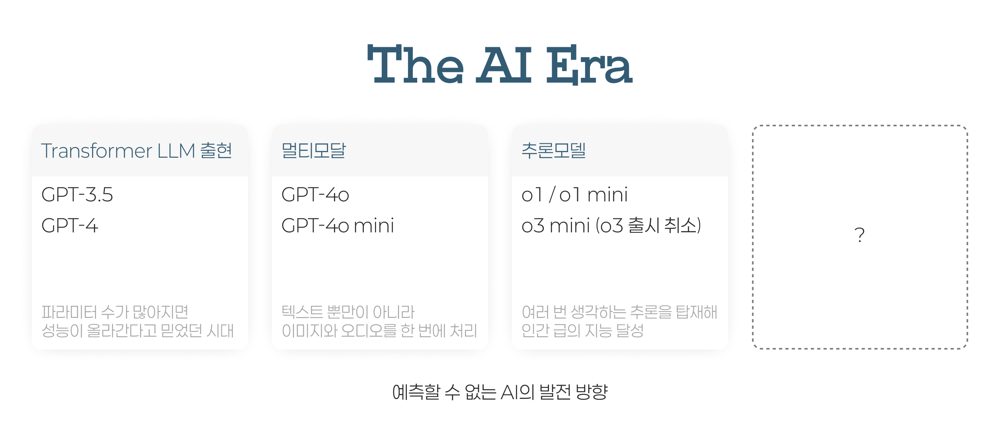 The AI Era
Transformer LLM 출현
GPT-3.5
GPT-4
파라미터 수가 많아지면
성능이 올라간다고 믿었던 시대
멀티모달
GPT-4o
GPT-4o mini
텍스트 뿐만이 아니라
이미지와 오디오를 한 번에 처리
추론모델
o1 / o1 mini
o3 mini (o3 출시 취소)
여러 번 생각하는 추론을 탑재해
인간 급의 지능 달성
?
예측할 수 없는 AI의 발전 방향